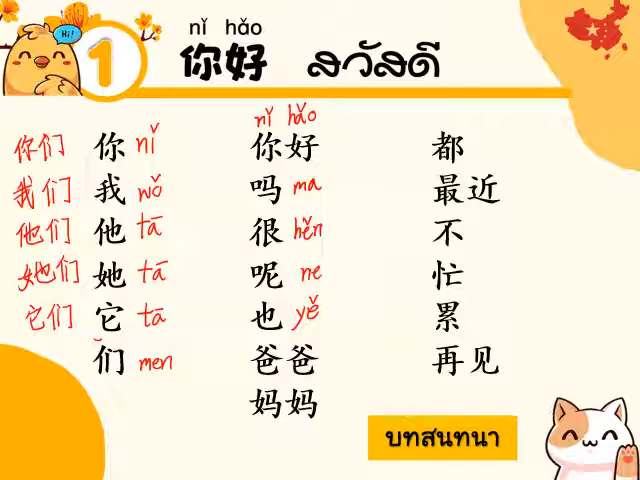 nǐ hǎo
Hi!
1 你好 สวัสดี
nǐ hǎo
你们 你 nǐ 你好 都
我们 我 wǒ 吗 ma 最近
他们 他 tā 很 hěn 不
她们 她 tā 呢 ne 忙
它们 它 tā 也 yě 累
们 men 爸爸 再见
妈妈
บทสนทนา